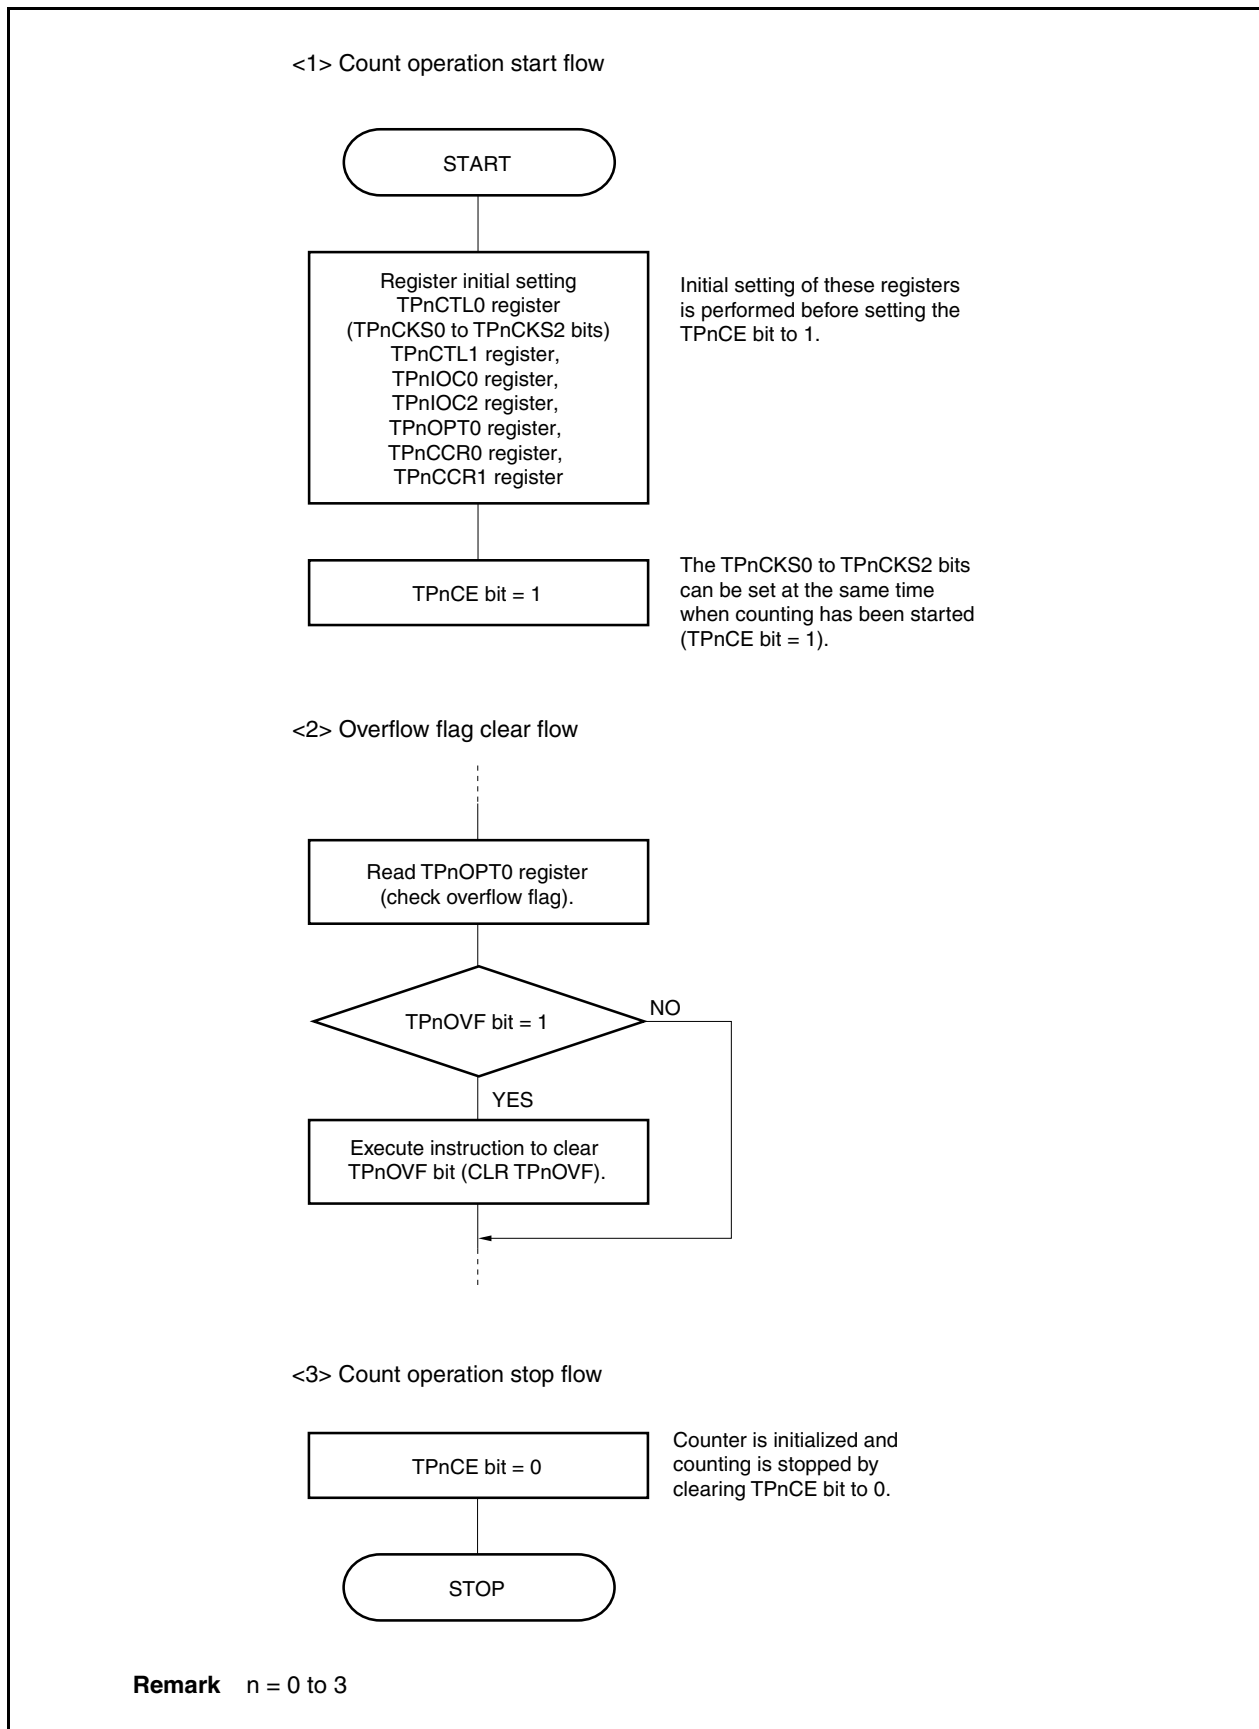 <1> Count operation start flow
START
Register initial setting
TPnCTL0 register
(TPnCKS0 to TPnCKS2 bits)
TPnCTL1 register,
TPnIOC0 register,
TPnIOC2 register,
TPnOPT0 register,
TPnCCR0 register,
TPnCCR1 register
Initial setting of these registers
is performed before setting the
TPnCE bit to 1.
TPnCE bit = 1
The TPnCKS0 to TPnCKS2 bits
can be set at the same time
when counting has been started
(TPnCE bit = 1).
<2> Overflow flag clear flow
Read TPnOPT0 register
(check overflow flag).
TPnOVF bit = 1
NO
YES
Execute instruction to clear
TPnOVF bit (CLR TPnOVF).
<3> Count operation stop flow
TPnCE bit = 0
Counter is initialized and
counting is stopped by
clearing TPnCE bit to 0.
STOP
Remark n = 0 to 3